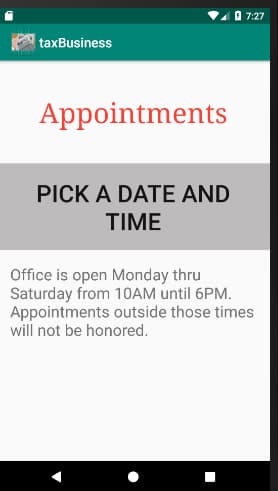 7:27
taxBusiness
Appointments
PICK A DATE AND
TIME
Office is open Monday thru
Saturday from 10AM until 6PM.
Appointments outside those times
will not be honored.